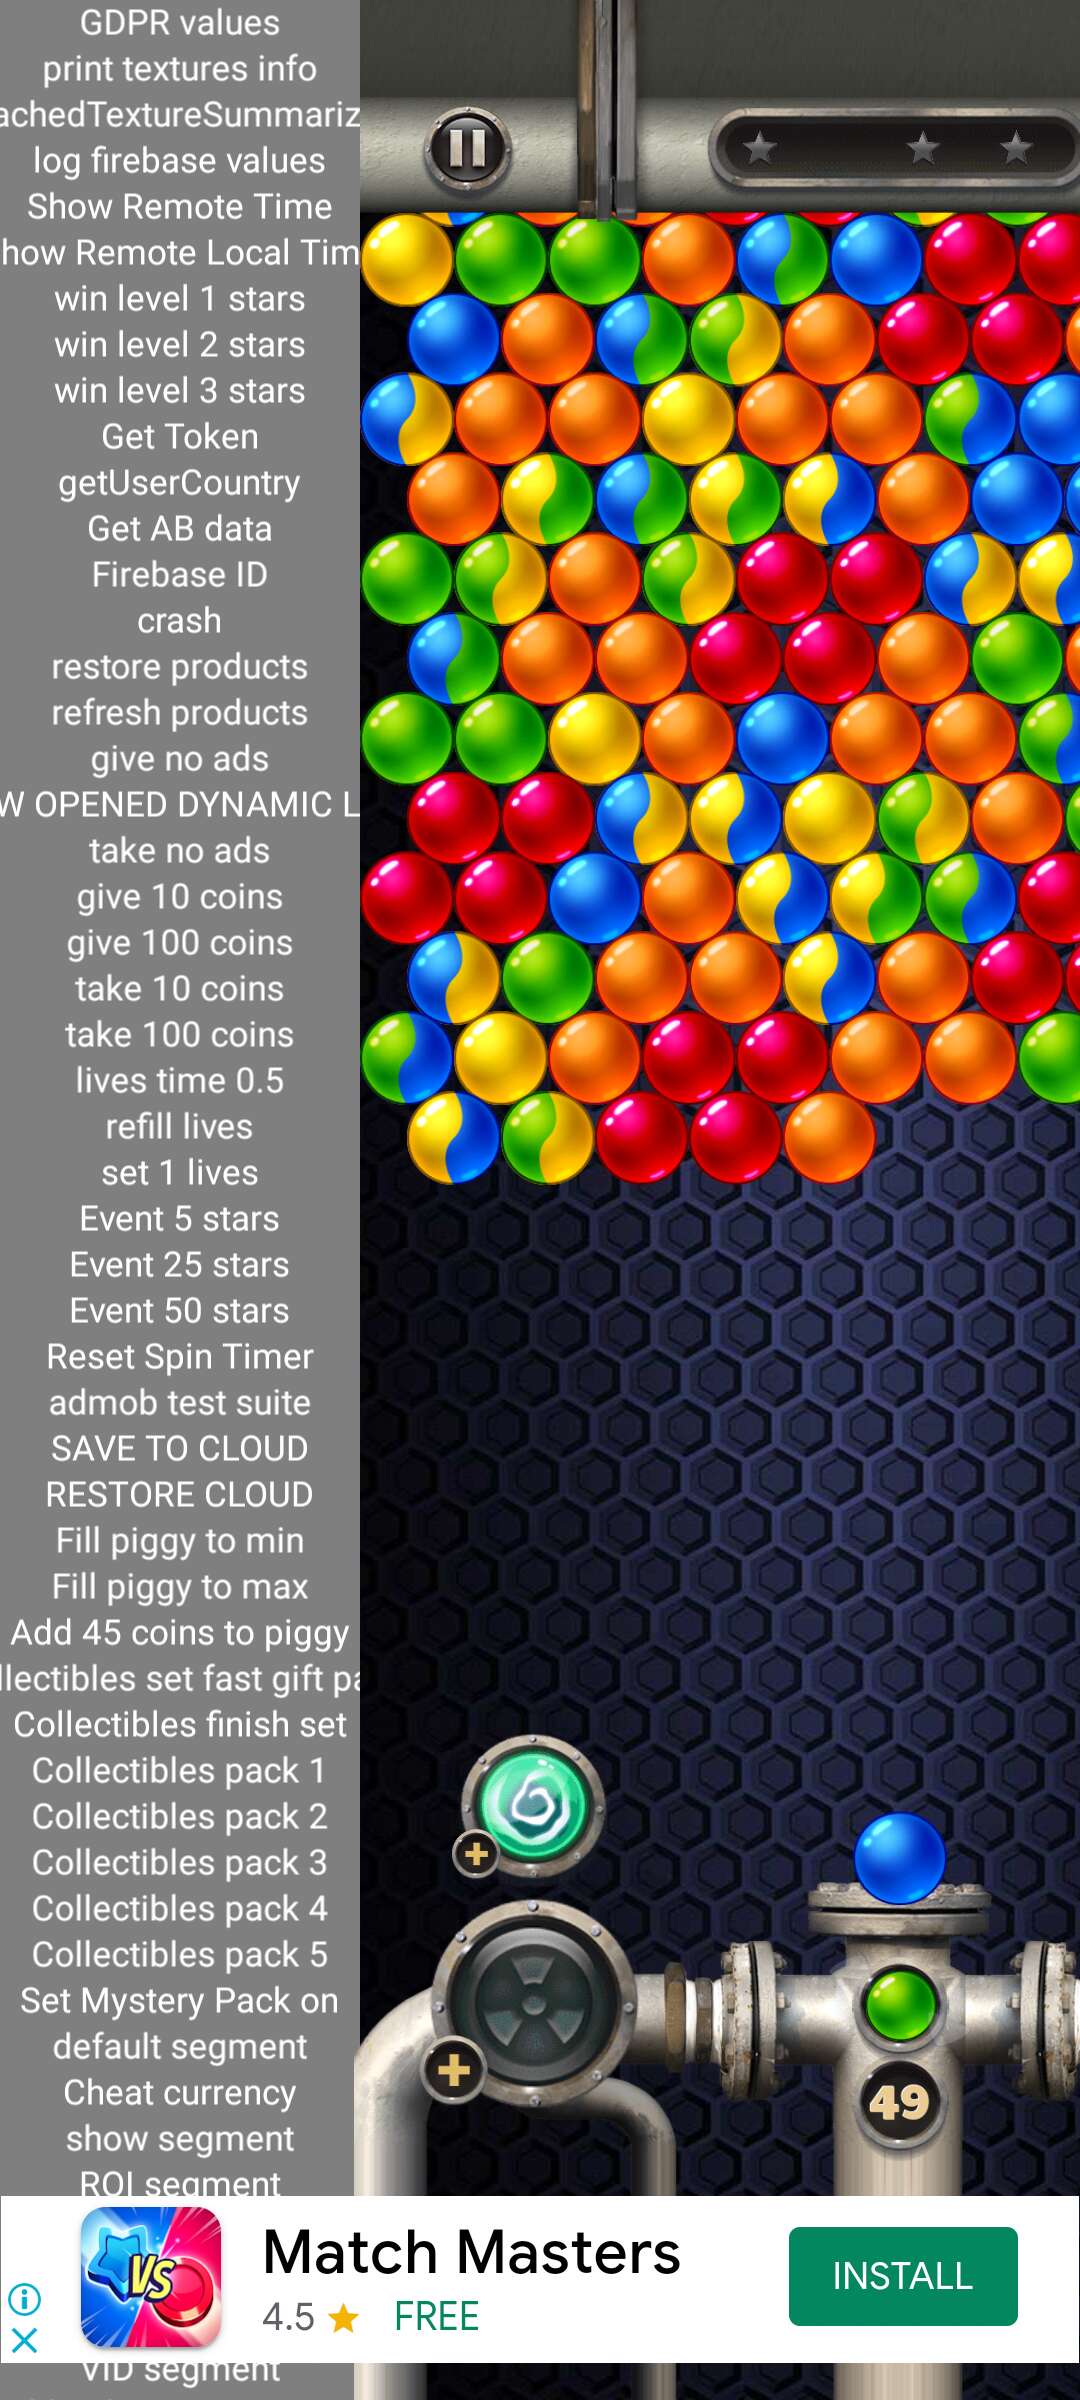 GDPR values
print textures info
achedTextureSummariz
log firebase values
Show Remote Time
how Remote Local Tim
win level 1 stars
win level 2 stars
win level 3 stars
Get Token
getUserCountry
Get AB data
Firebase ID
crash
restore products
refresh products
give no ads
W OPENED DYNAMIC L
take no ads
give 10 coins
give 100 coins
take 10 coins
take 100 coins
lives time 0.5
refill lives
set 1 lives
Event 5 stars
Event 25 stars
Event 50 stars
Reset Spin Timer
admob test suite
SAVE TO CLOUD
RESTORE CLOUD
Fill piggy to min
Fill piggy to max
Add 45 coins to piggy
llectibles set fast gift pa
Collectibles finish set
Collectibles pack 1
Collectibles pack 2
Collectibles pack 3
Collectibles pack 4
Collectibles pack 5
Set Mystery Pack on
default segment
Cheat currency
show segment
ROI segment
49
VS
Match Masters
4.5 FREE
INSTALL
VID segment